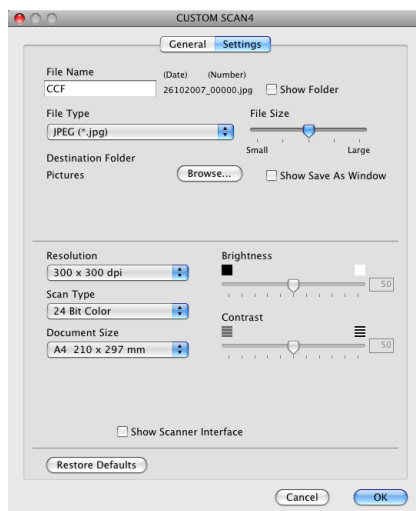 CUSTOM SCAN4
General Settings
File Name (Date) (Number)
CCF 26102007_00000.jpg Show Folder
File Type File Size
JPEG (*.jpg)
Small Large
Destination Folder
Pictures Browse... Show Save As Window
Resolution Brightness
300 x 300 dpi
50
Scan Type
24 Bit Color Contrast
Document Size
A4 210 x 297 mm 50
Show Scanner Interface
Restore Defaults
Cancel OK